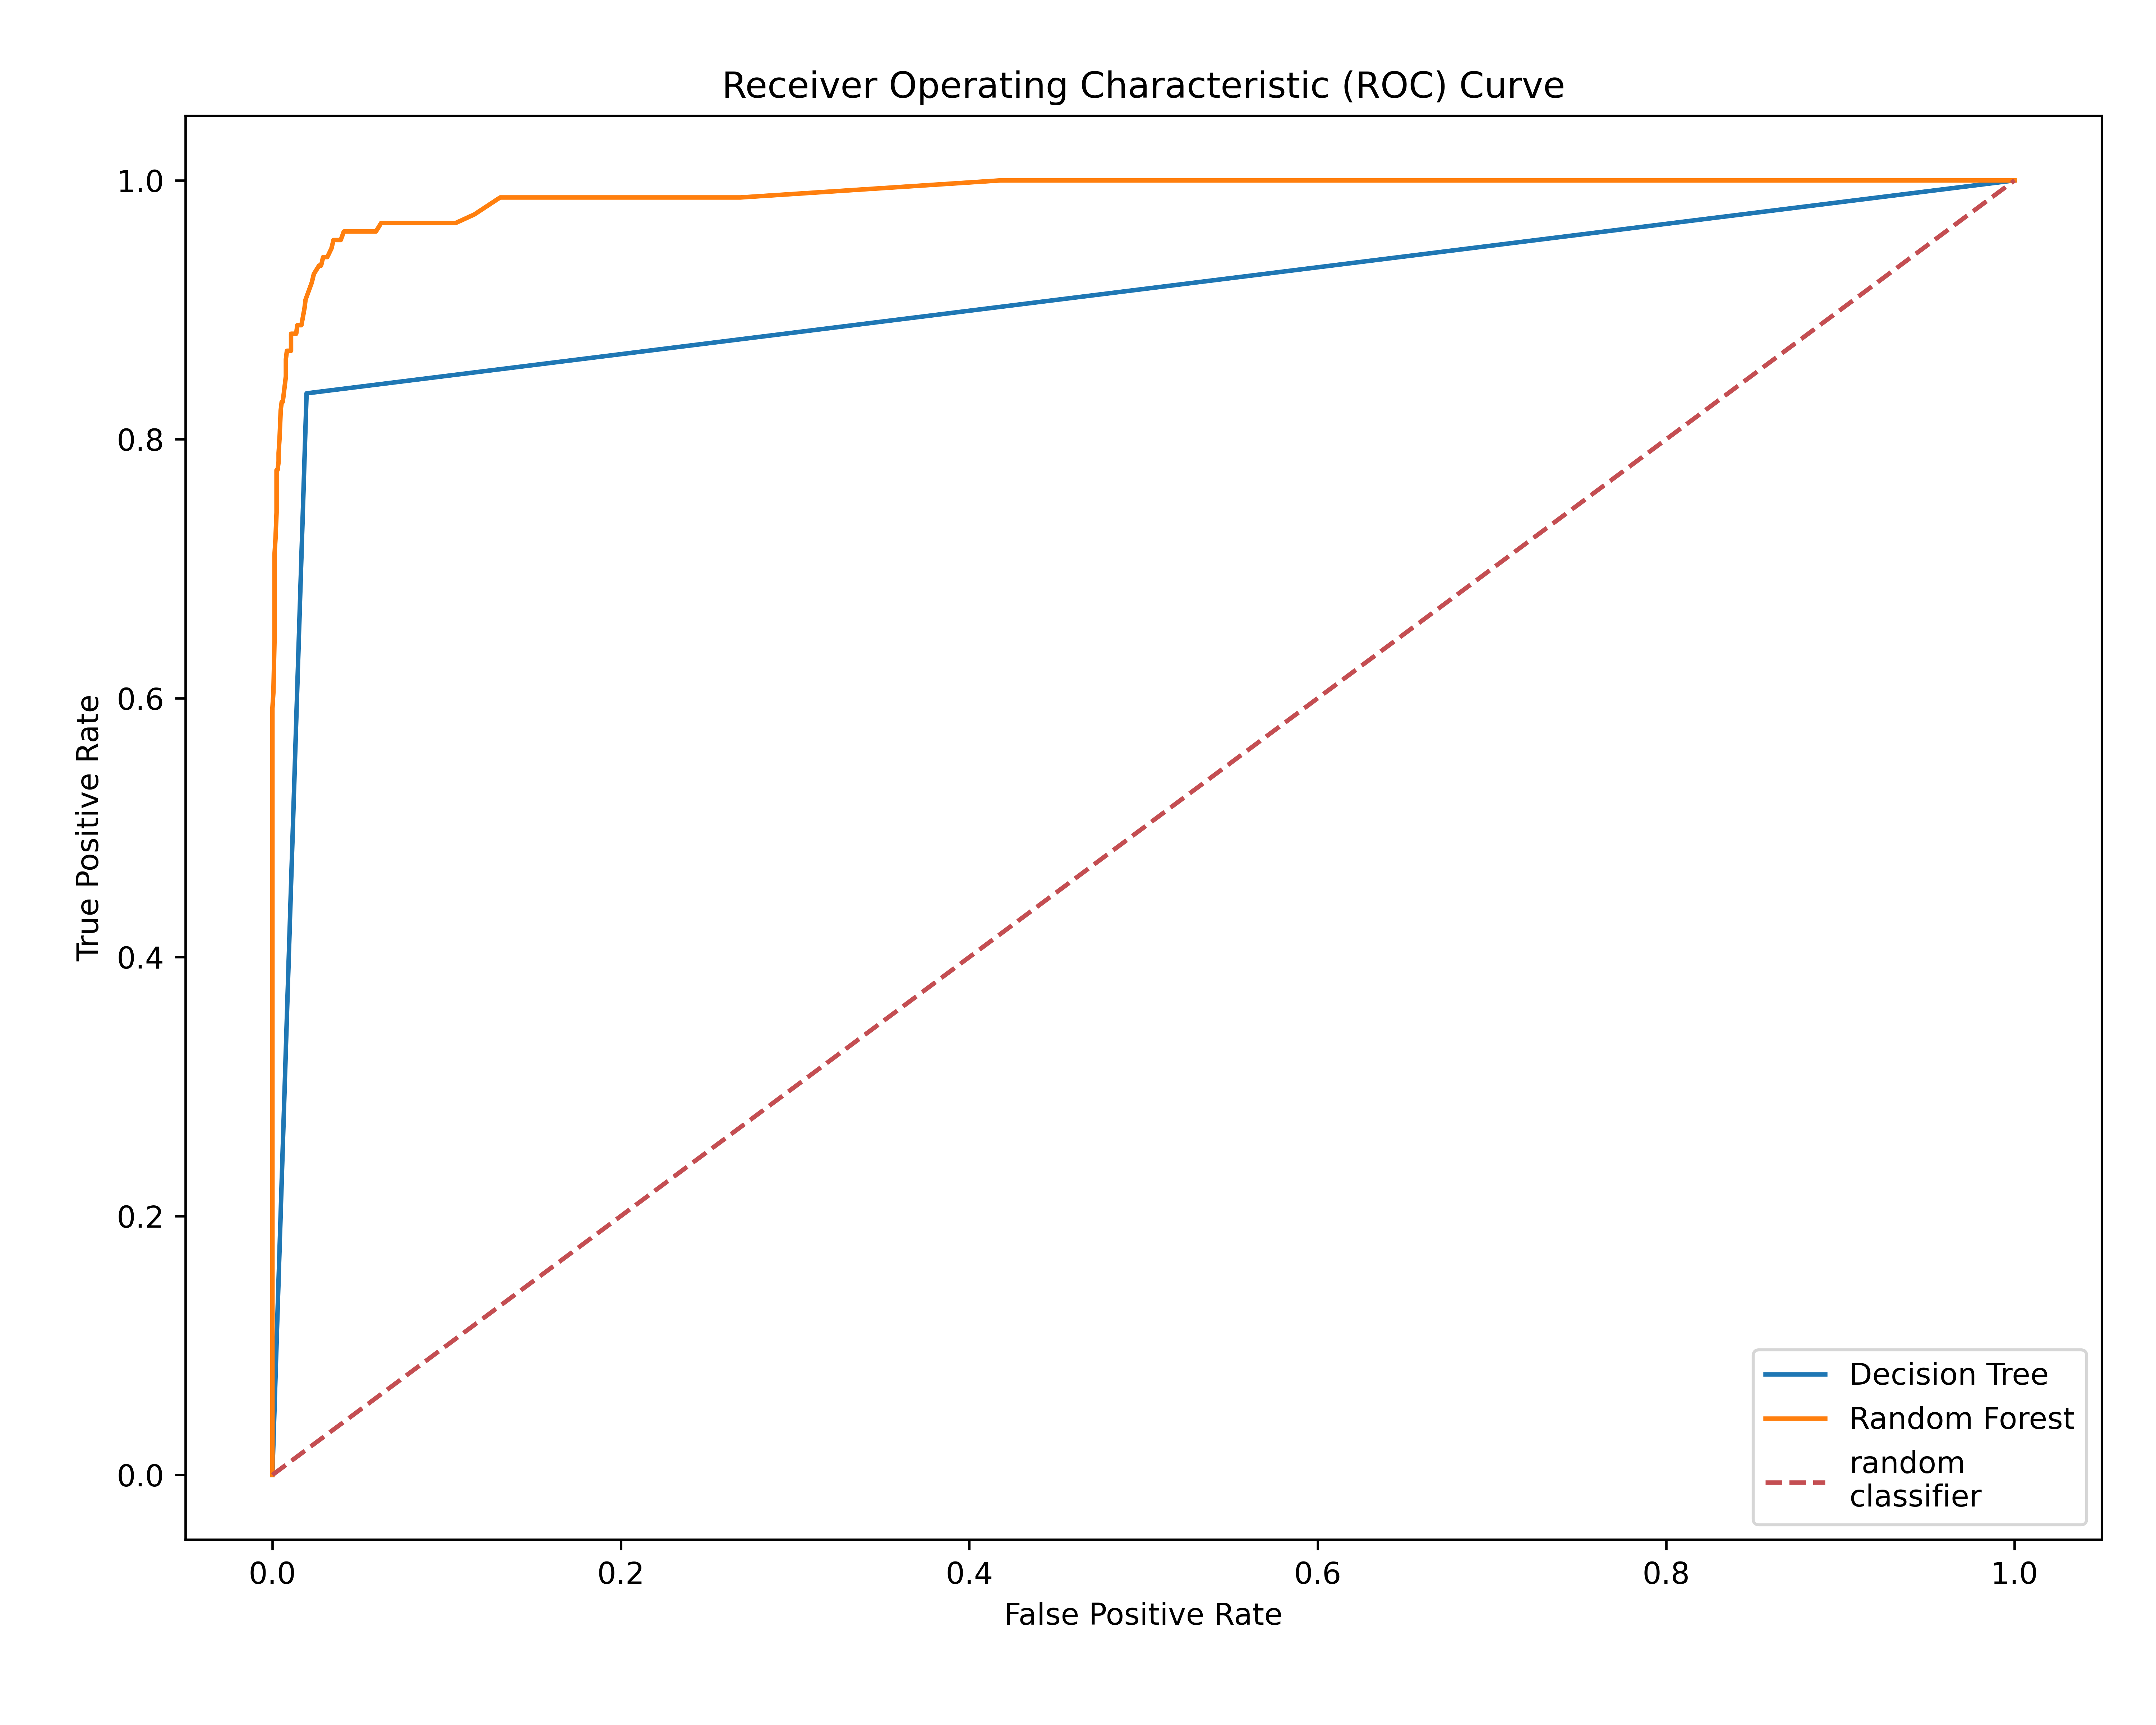 Receiver Operating Characteristic (ROC) Curve
1.0
0.8
0.6
0.4
0.2
0.0
True Positive Rate
0.0 0.2 0.4 0.6 0.8 1.0
False Positive Rate
Decision Tree
Random Forest
random
classifier